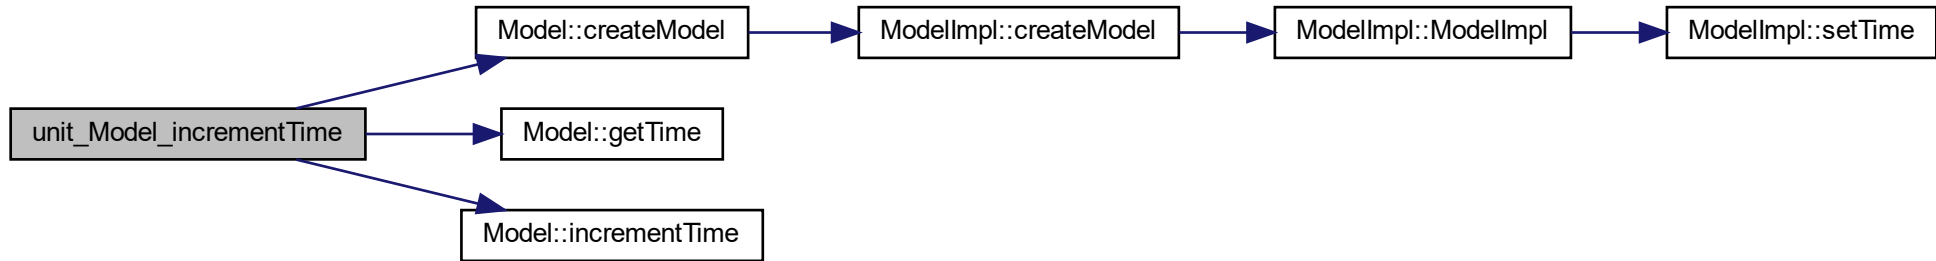 Model::createModel
ModelImpl::createModel
ModelImpl::ModelImpl
ModelImpl::setTime
unit_Model_incrementTime
Model::getTime
Model::incrementTime